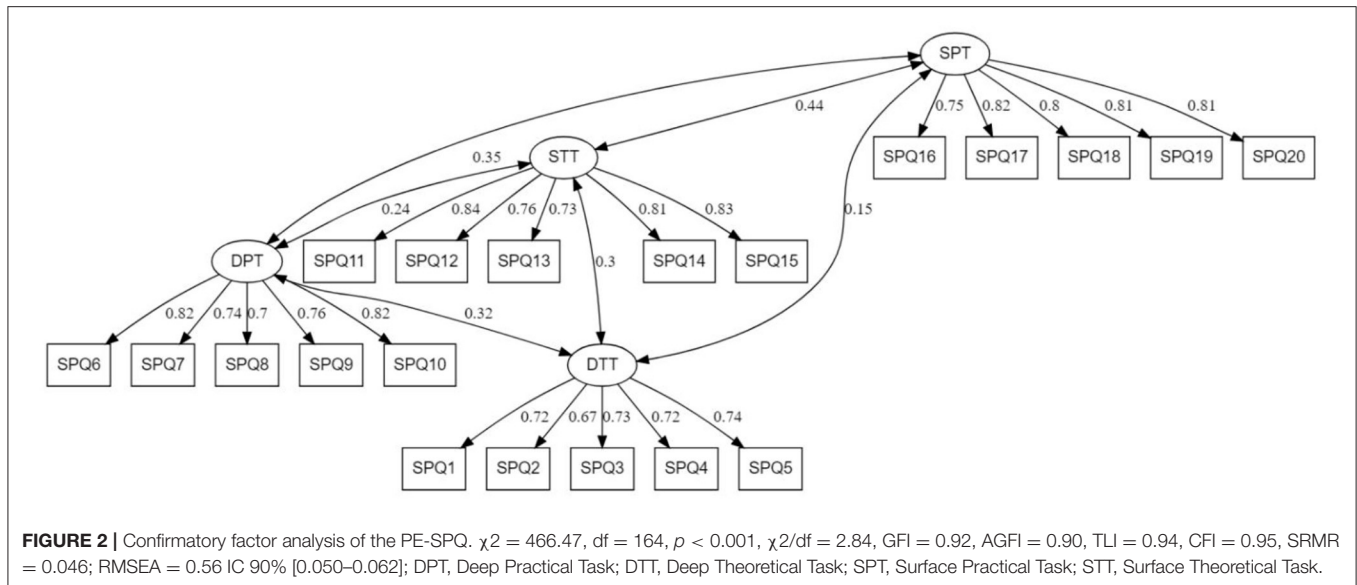 SPT
0.44
0.75
0.82
0.8
0.81
0.81
SPQ16
SPQ17
SPQ18
SPQ19
SPQ20
STT
0.35
0.24
0.84
0.76
0.73
0.81
0.83
0.15
SPQ11
SPQ12
SPQ13
SPQ14
SPQ15
DPT
0.3
0.82
0.74
0.7
0.76
0.82
0.32
SPQ6
SPQ7
SPQ8
SPQ9
SPQ10
DTT
0.72
0.67
0.73
0.72
0.74
SPQ1
SPQ2
SPQ3
SPQ4
SPQ5
FIGURE 2 | Confirmatory factor analysis of the PE-SPQ. χ2 = 466.47, df = 164, p < 0.001, χ2/df = 2.84, GFI = 0.92, AGFI = 0.90, TLI = 0.94, CFI = 0.95, SRMR
= 0.046; RMSEA = 0.56 IC 90% [0.050–0.062]; DPT, Deep Practical Task; DTT, Deep Theoretical Task; SPT, Surface Practical Task; STT, Surface Theoretical Task.